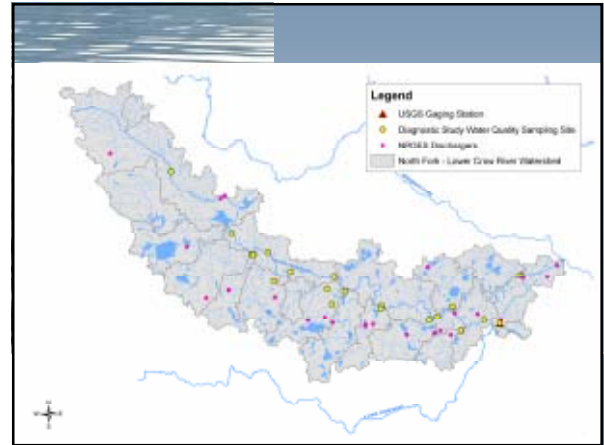 Legend
USGS Gaging Station
Diagnostic Study Water Quality Sampling Site
NPDES Dischargers
North Fork - Lower Crow River Watershed